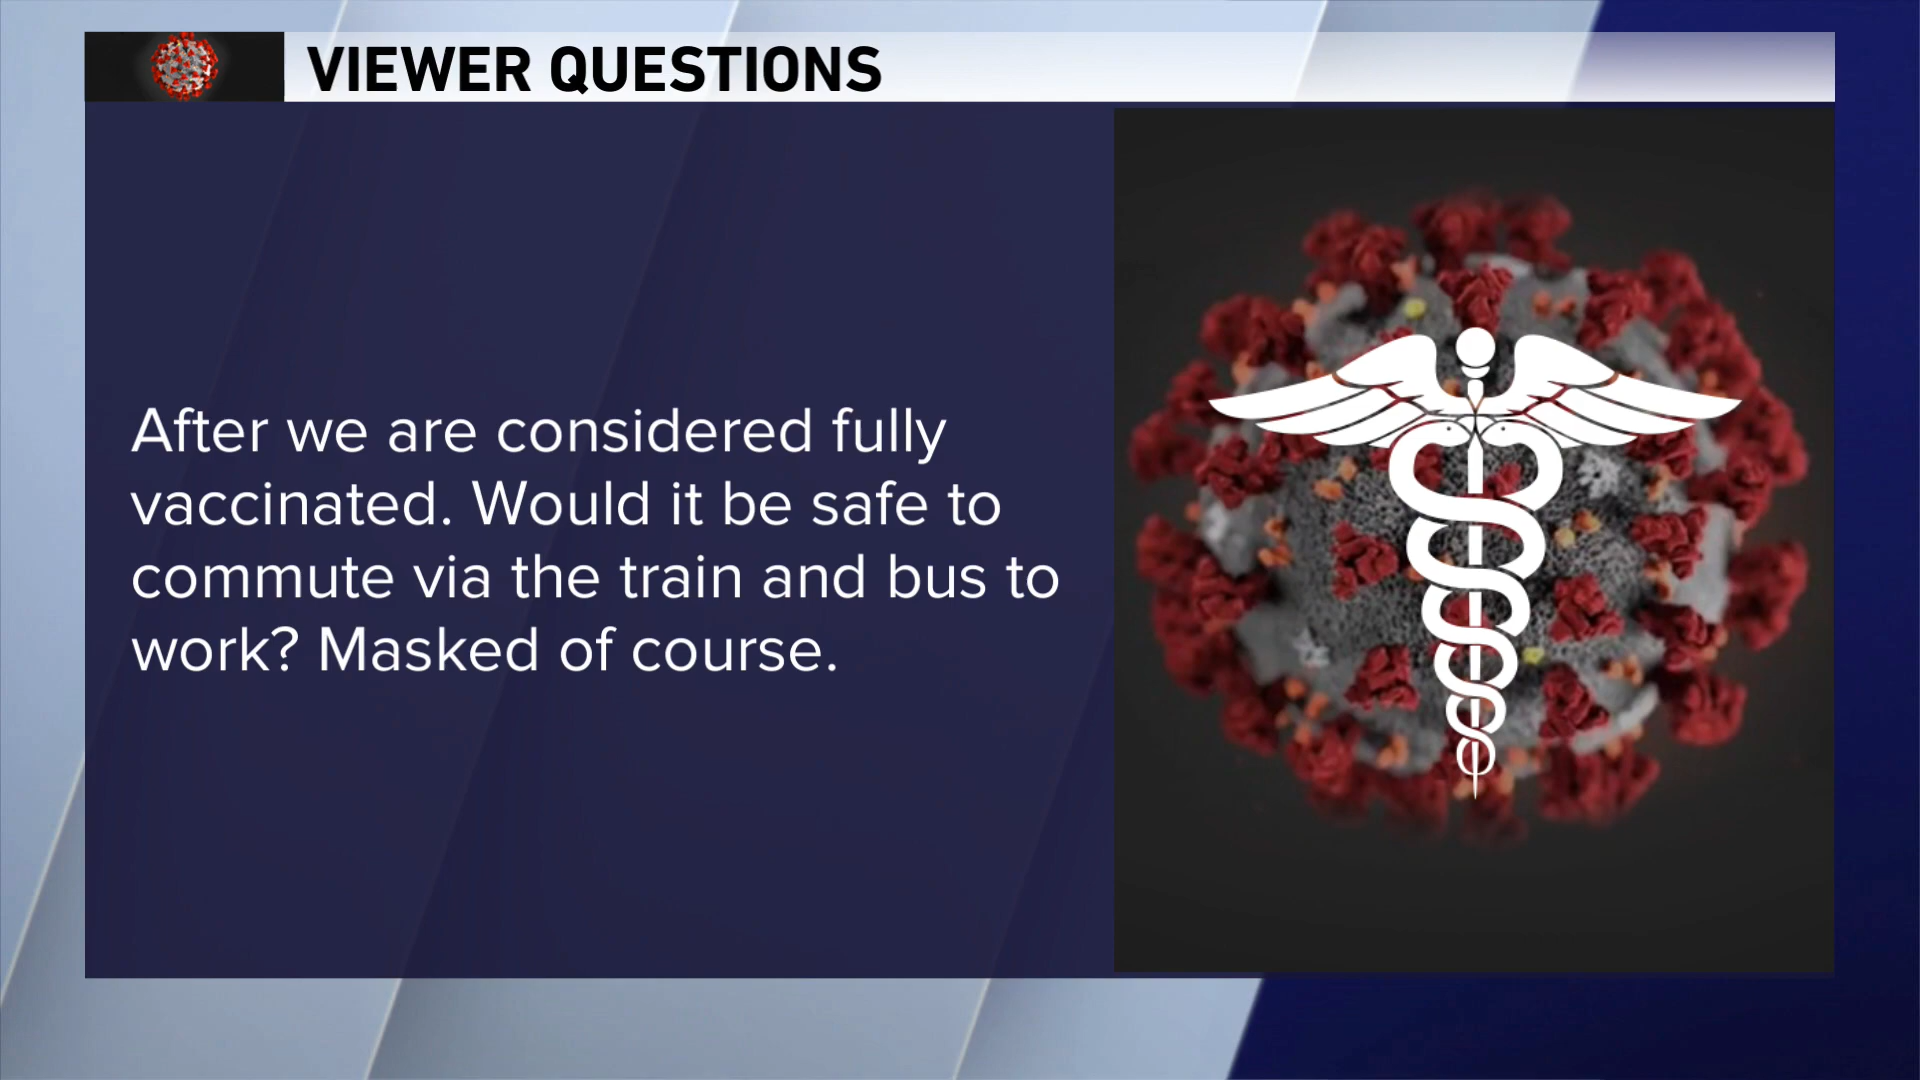 VIEWER QUESTIONS
After we are considered fully
vaccinated. Would it be safe to
commute via the train and bus to
work? Masked of course.